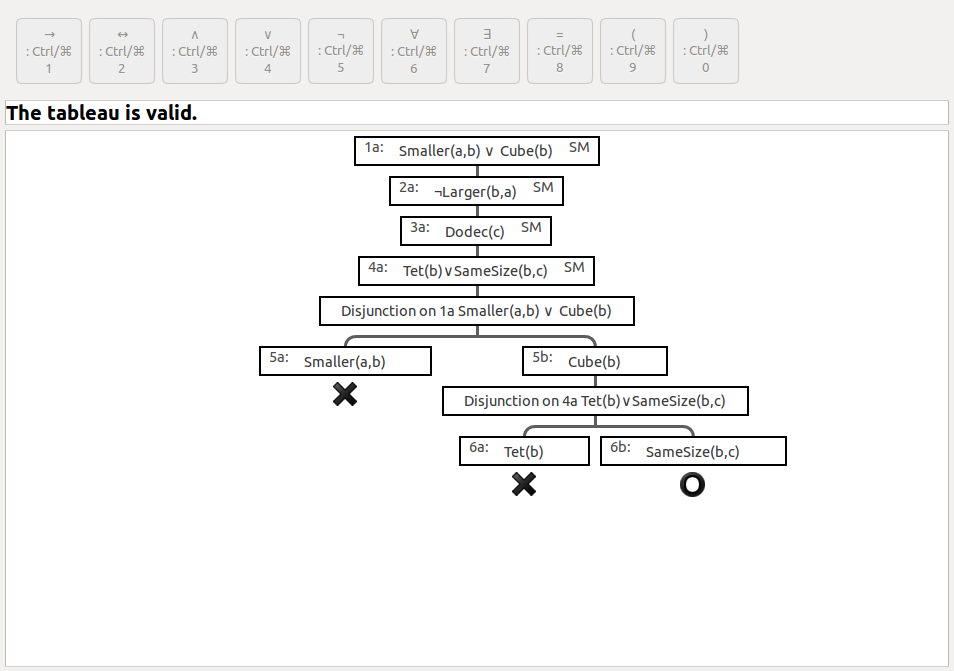 → ↔ ∧ ∨ ¬ ∀ ∃ = ( )
: Ctrl/⌘ : Ctrl/⌘ : Ctrl/⌘ : Ctrl/⌘ : Ctrl/⌘ : Ctrl/⌘ : Ctrl/⌘ : Ctrl/⌘ : Ctrl/⌘ : Ctrl/⌘
1 2 3 4 5 6 7 8 9 0
The tableau is valid.
1a: Smaller(a,b) ∨ Cube(b) SM
2a: ¬Larger(b,a) SM
3a: Dodec(c) SM
4a: Tet(b)∨SameSize(b,c) SM
Disjunction on 1a Smaller(a,b) ∨ Cube(b)
5a: Smaller(a,b) 5b: Cube(b)
Disjunction on 4a Tet(b)∨SameSize(b,c)
6a: Tet(b) 6b: SameSize(b,c)